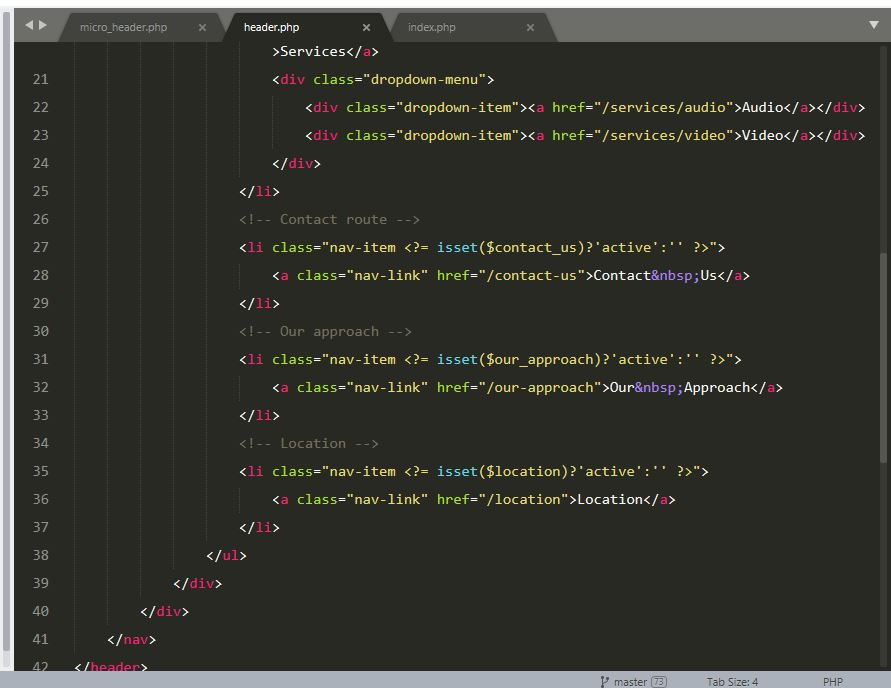 micro_header.php × header.php × index.php ×
>Services</a>
21 <div class="dropdown-menu">
22 <div class="dropdown-item"><a href="/services/audio">Audio</a></div>
23 <div class="dropdown-item"><a href="/services/video">Video</a></div>
24 </div>
25 </li>
26 <!-- Contact route -->
27 <li class="nav-item <?= isset($contact_us)?'active':'' ?>">
28 <a class="nav-link" href="/contact-us">Contact&nbsp;Us</a>
29 </li>
30 <!-- Our approach -->
31 <li class="nav-item <?= isset($our_approach)?'active':'' ?>">
32 <a class="nav-link" href="/our-approach">Our&nbsp;Approach</a>
33 </li>
34 <!-- Location -->
35 <li class="nav-item <?= isset($location)?'active':'' ?>">
36 <a class="nav-link" href="/location">Location</a>
37 </li>
38 </ul>
39 </div>
40 </div>
41 </nav>
42 </header>
master 73 Tab Size: 4 PHP